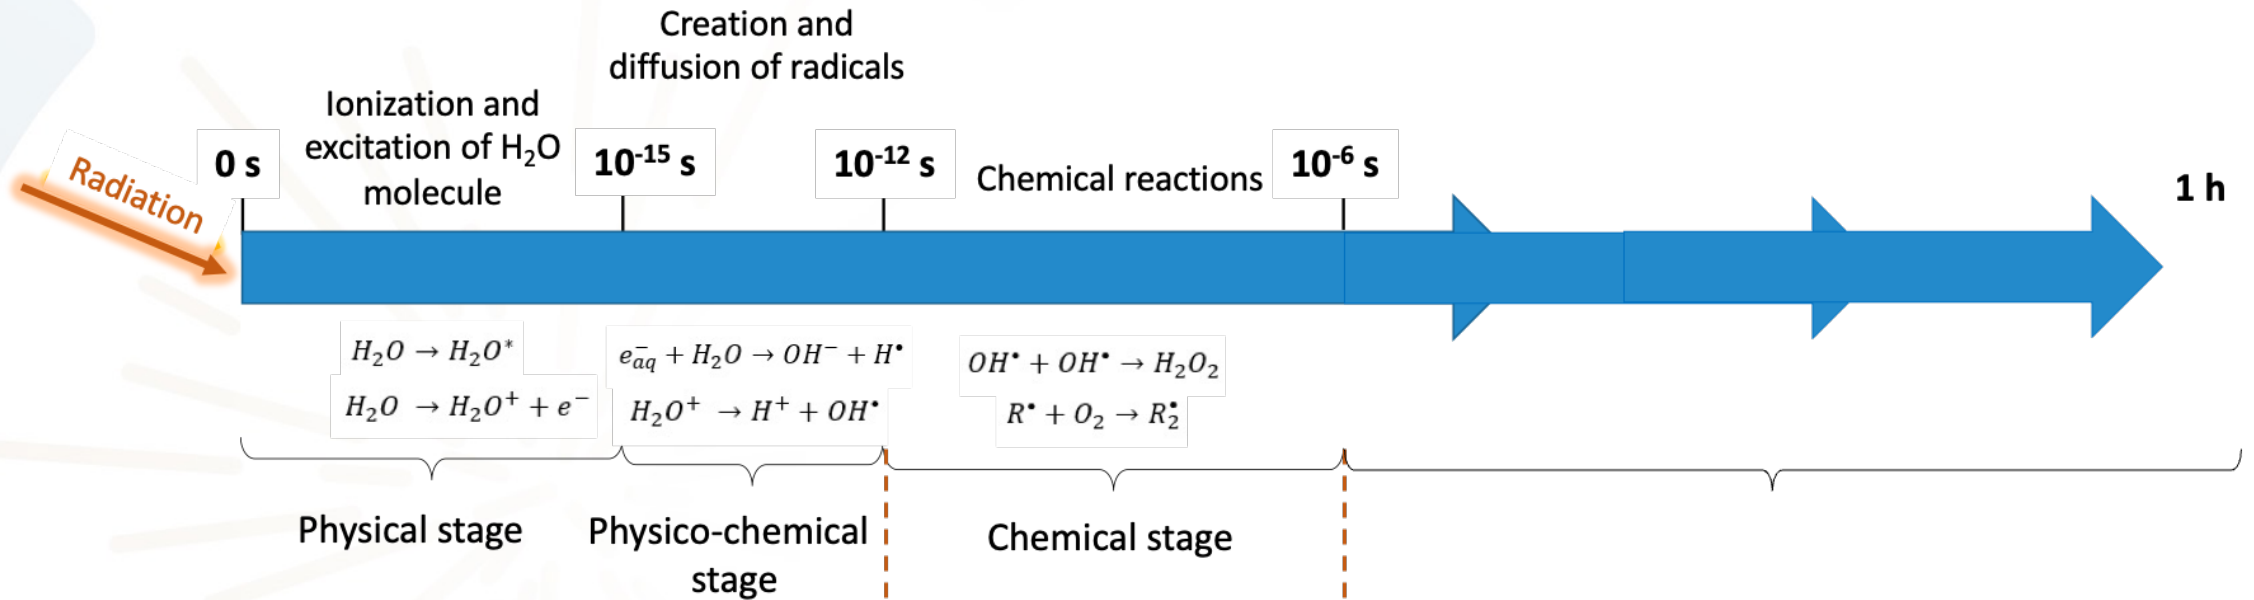 Creation and
diffusion of radicals
Ionization and
excitation of H₂O
molecule
Radiation
0 s
10⁻¹⁵ s
10⁻¹² s
Chemical reactions
10⁻⁶ s
1 h
H₂O → H₂O*
H₂O → H₂O⁺ + e⁻
e⁻aq + H₂O → OH⁻ + H•
H₂O⁺ → H⁺ + OH•
OH• + OH• → H₂O₂
R• + O₂ → R₂•
Physical stage
Physico-chemical
stage
Chemical stage